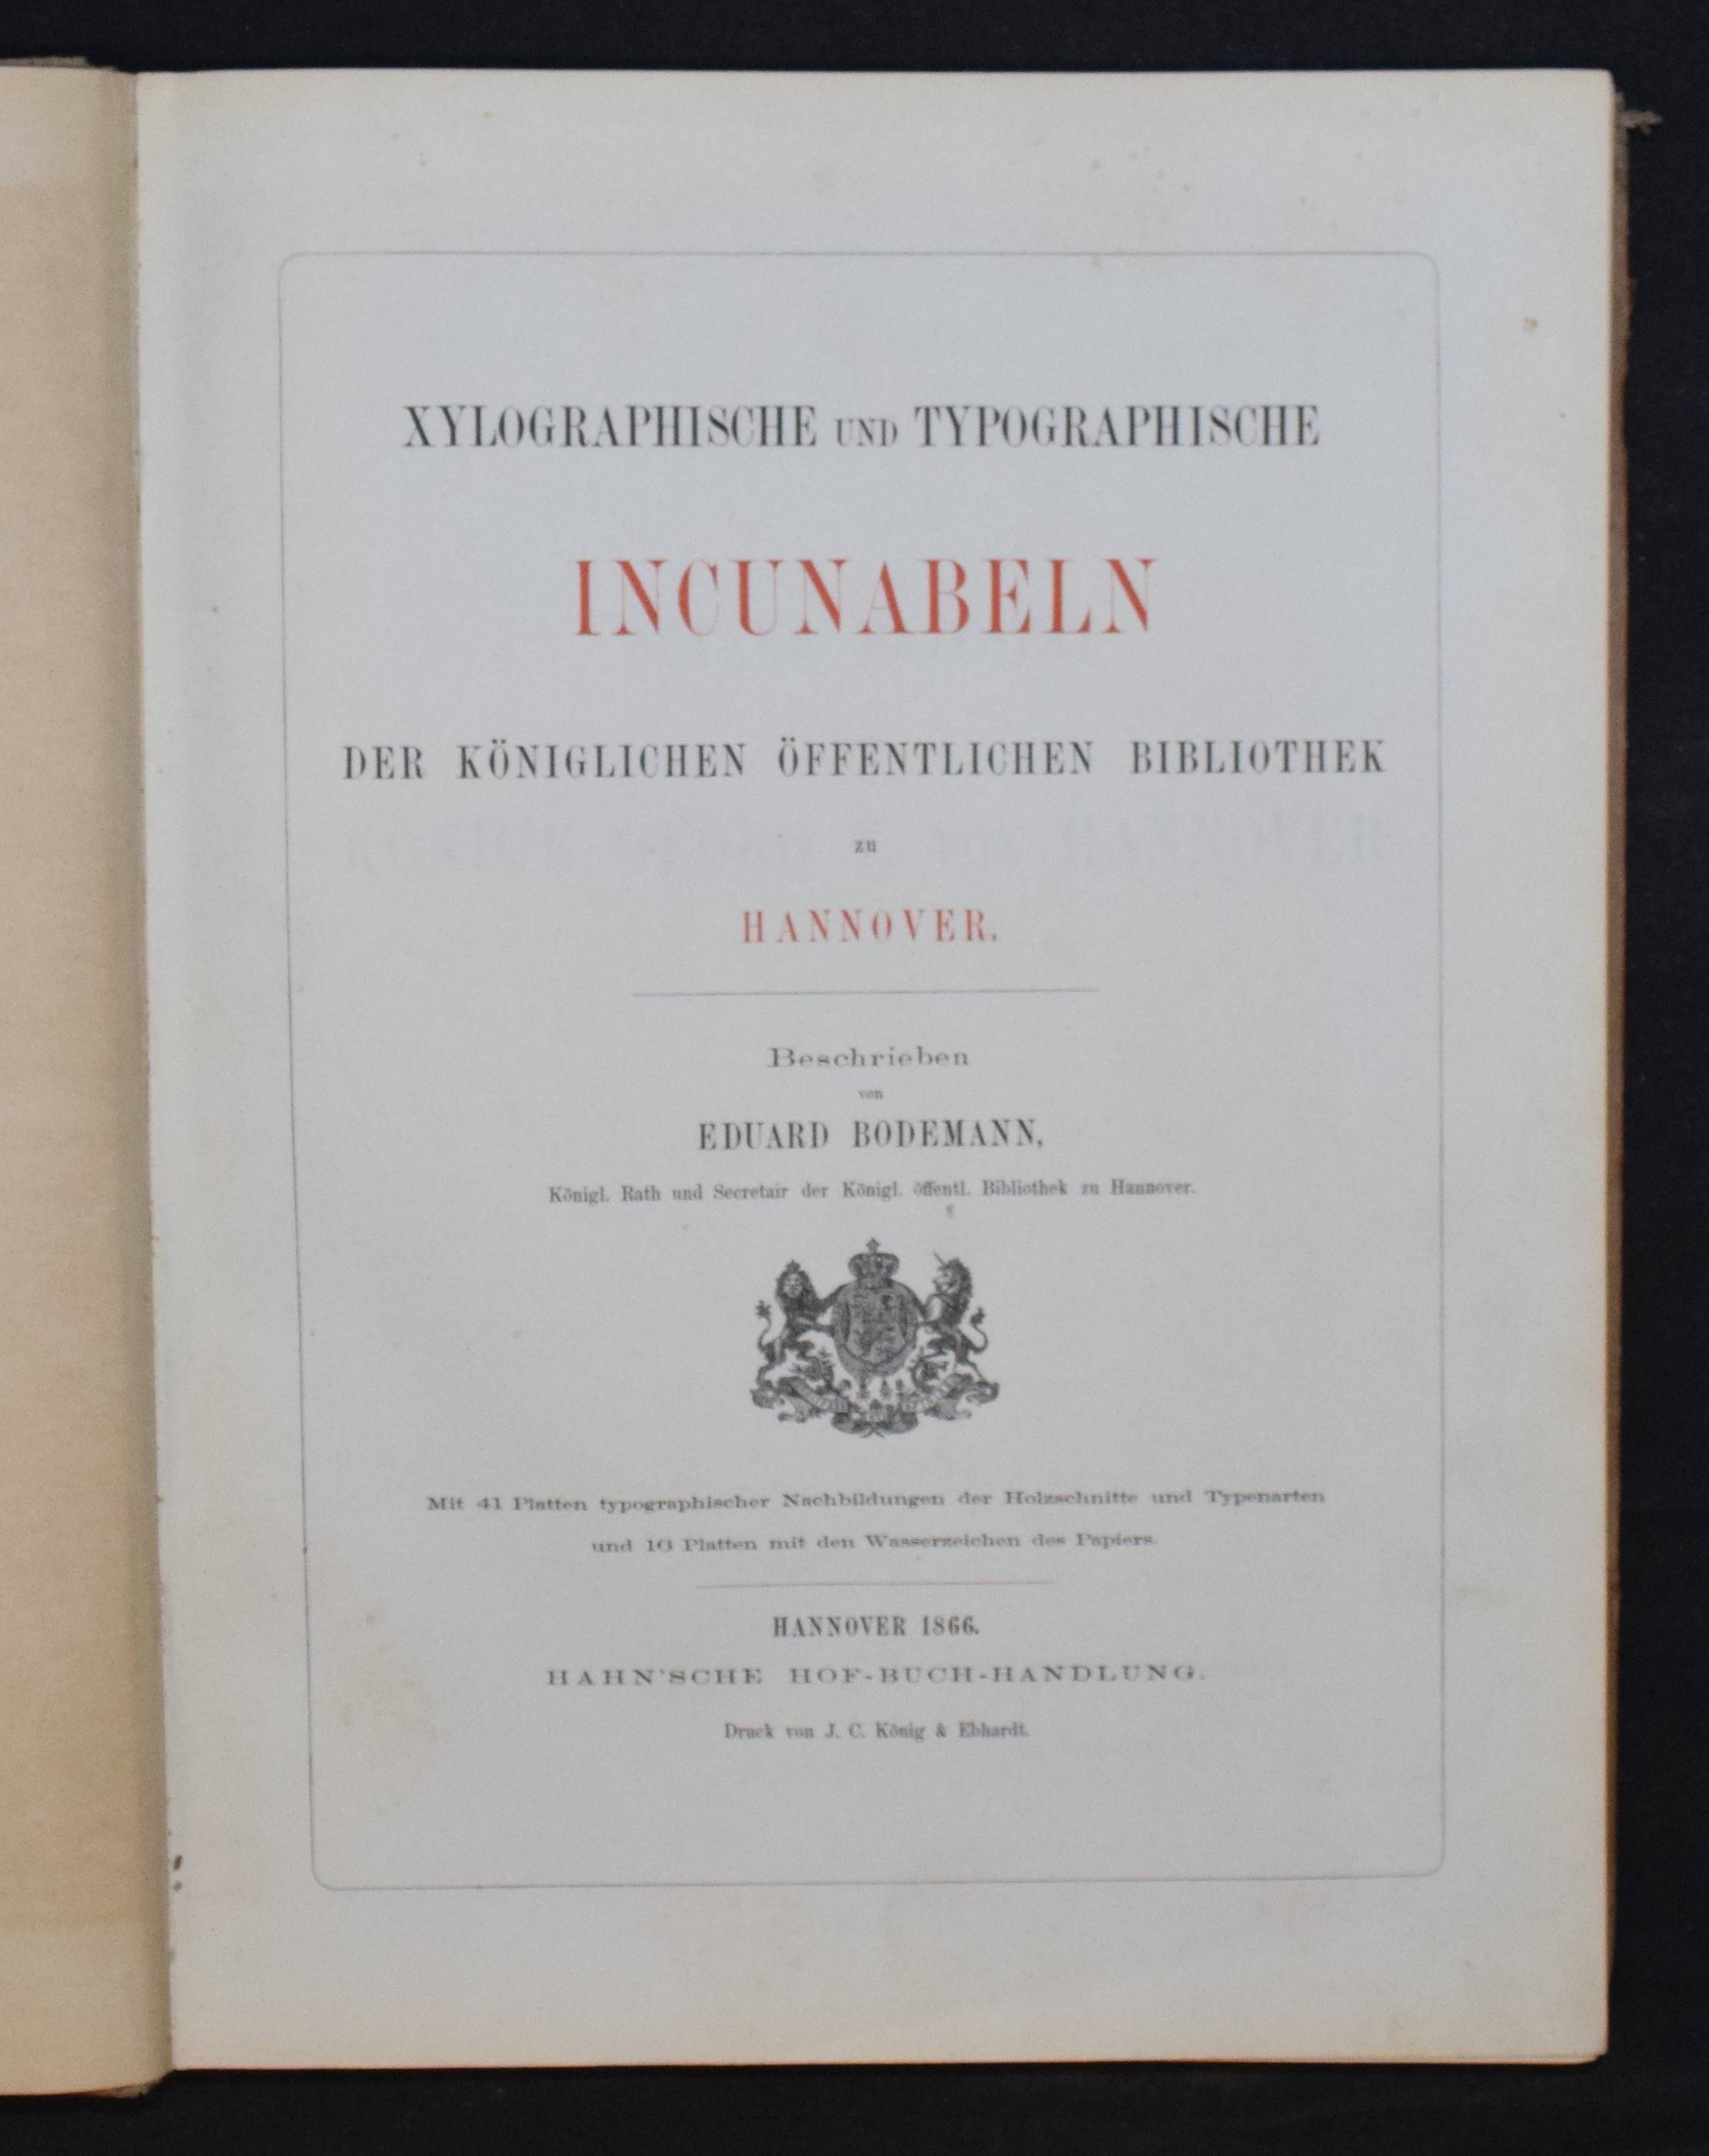 XYLOGRAPHISCHE UND TYPOGRAPHISCHE
INCUNABELN
DER KÖNIGLICHEN ÖFFENTLICHEN BIBLIOTHEK
zu
HANNOVER.
Beschrieben
von
EDUARD BODEMANN,
Königl. Rath und Secretair der Königl. öffentl. Bibliothek zu Hannover.
Mit 41 Platten typographischer Nachbildungen der Holzschnitte und Typenarten
und 16 Platten mit den Wasserzeichen des Papiers.
HANNOVER 1866.
HAHN'SCHE HOF-BUCH-HANDLUNG.
Druck von J. C. König & Ebhardt.